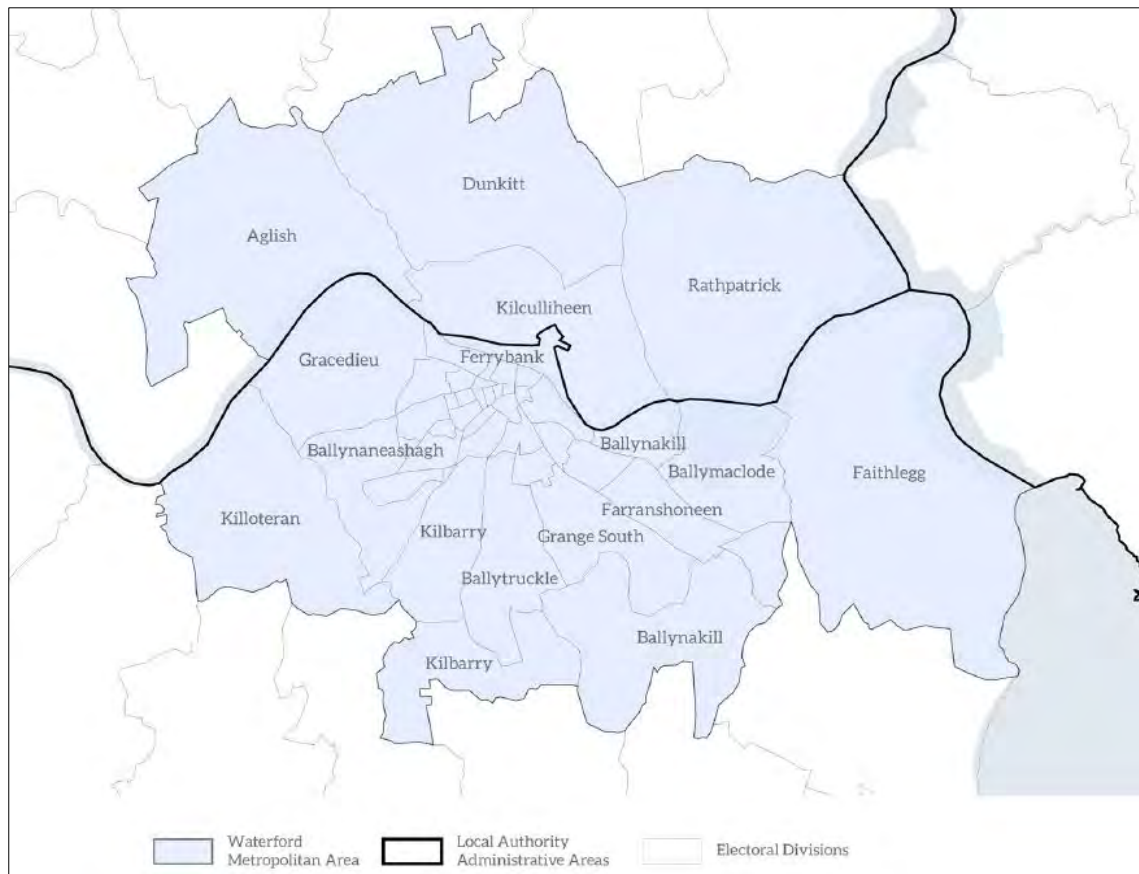 Dunkitt
Aglish
Rathpatrick
Kilculliheen
Gracedieu
Ferrybank
Ballynaneashagh
Ballynakill
Ballymaclode
Faithlegg
Killoteran
Farranshoneen
Kilbarry
Grange South
Ballytruckle
Ballynakill
Kilbarry
Waterford
Metropolitan Area
Local Authority
Administrative Areas
Electoral Divisions